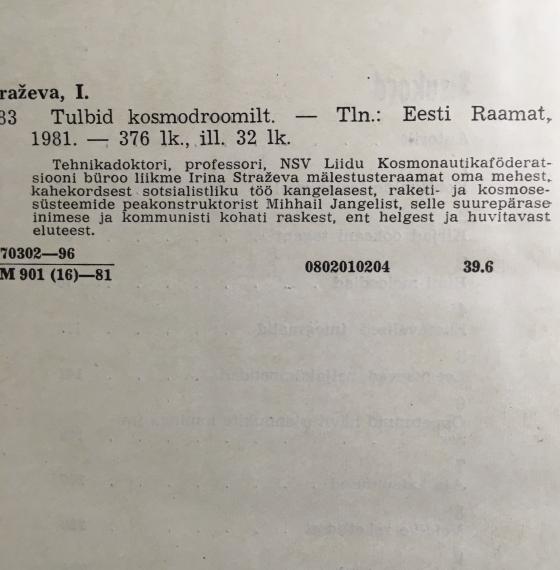 raževa, I.
83 Tulbid kosmodroomilt. — Tln.: Eesti Raamat,
1981. — 376 lk., ill. 32 lk.
Tehnikadoktori, professori, NSV Liidu Kosmonautikaföderat-
siooni büroo liikme Irina Straževa mälestusteraamat oma mehest,
kahekordsest sotsialistliku töö kangelasest, raketi- ja kosmose-
süsteemide peakonstruktorist Mihhail Jangelist, selle suurepärase
inimese ja kommunisti kohati raskest, ent helgest ja huvitavast
eluteest.
70302—96
M 901 (16)—81 0802010204 39.6